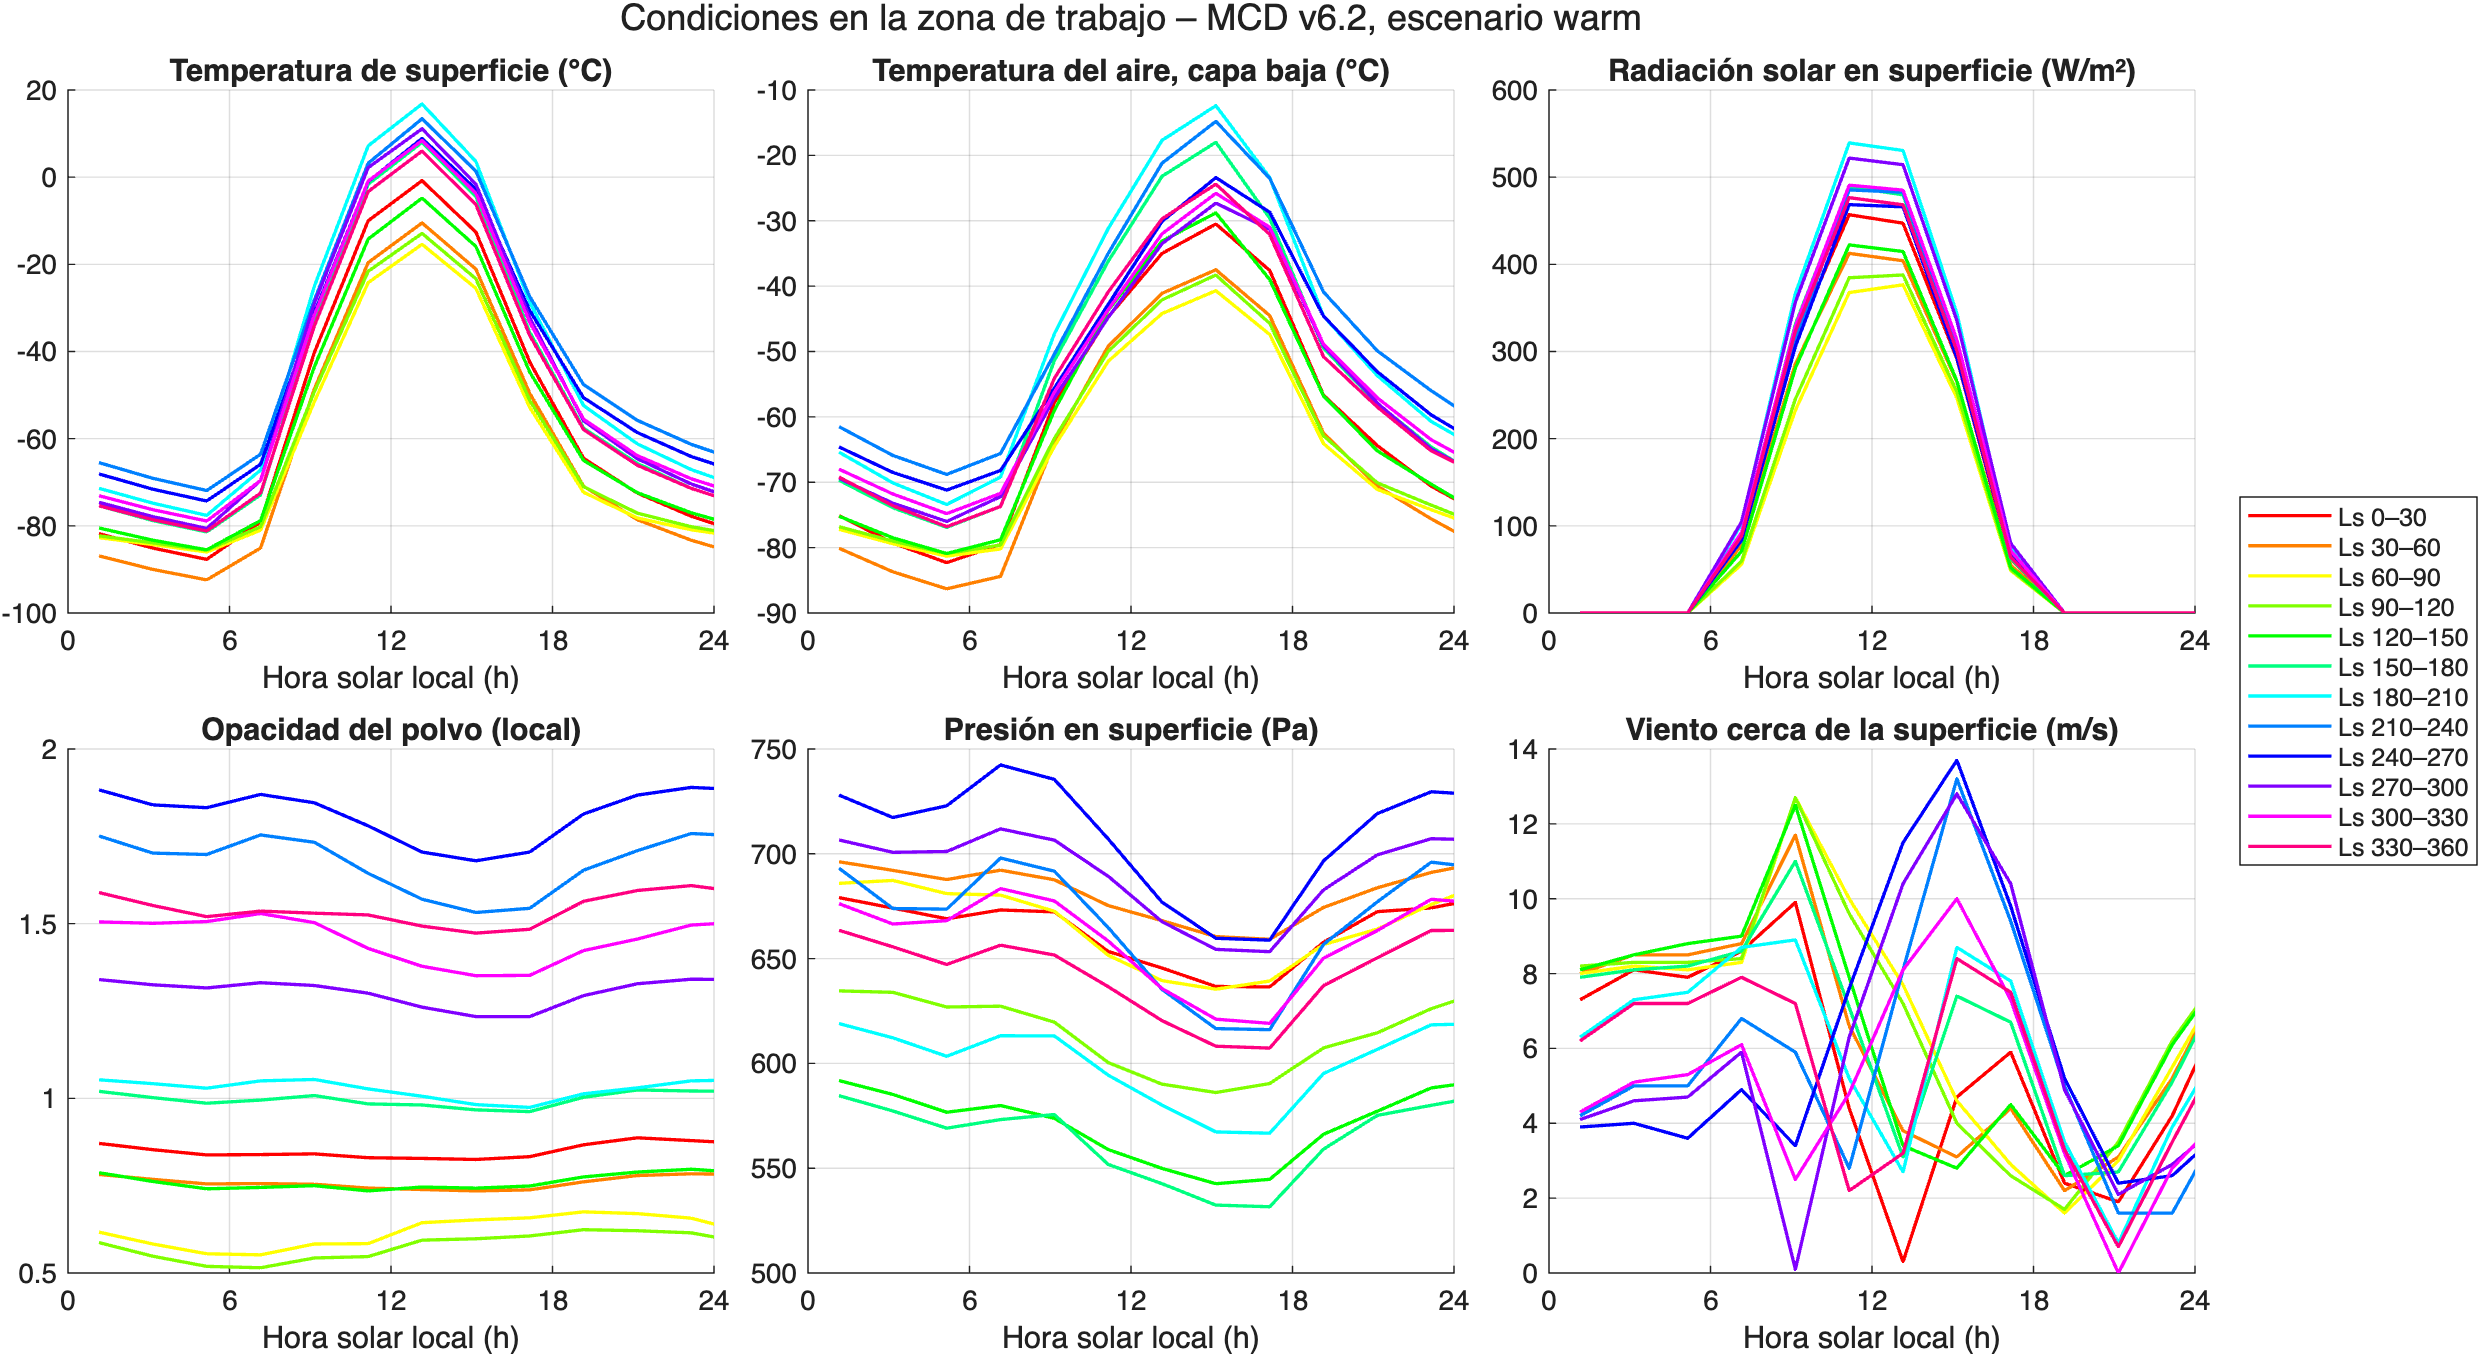 Condiciones en la zona de trabajo – MCD v6.2, escenario warm
Temperatura de superficie (°C)
20
0
-20
-40
-60
-80
-100
0 6 12 18 24
Hora solar local (h)
Temperatura del aire, capa baja (°C)
-10
-20
-30
-40
-50
-60
-70
-80
-90
0 6 12 18 24
Hora solar local (h)
Radiación solar en superficie (W/m²)
600
500
400
300
200
100
0
0 6 12 18 24
Hora solar local (h)
Opacidad del polvo (local)
2
1.5
1
0.5
0 6 12 18 24
Hora solar local (h)
Presión en superficie (Pa)
750
700
650
600
550
500
0 6 12 18 24
Hora solar local (h)
Viento cerca de la superficie (m/s)
14
12
10
8
6
4
2
0
0 6 12 18 24
Hora solar local (h)
Ls 0–30
Ls 30–60
Ls 60–90
Ls 90–120
Ls 120–150
Ls 150–180
Ls 180–210
Ls 210–240
Ls 240–270
Ls 270–300
Ls 300–330
Ls 330–360